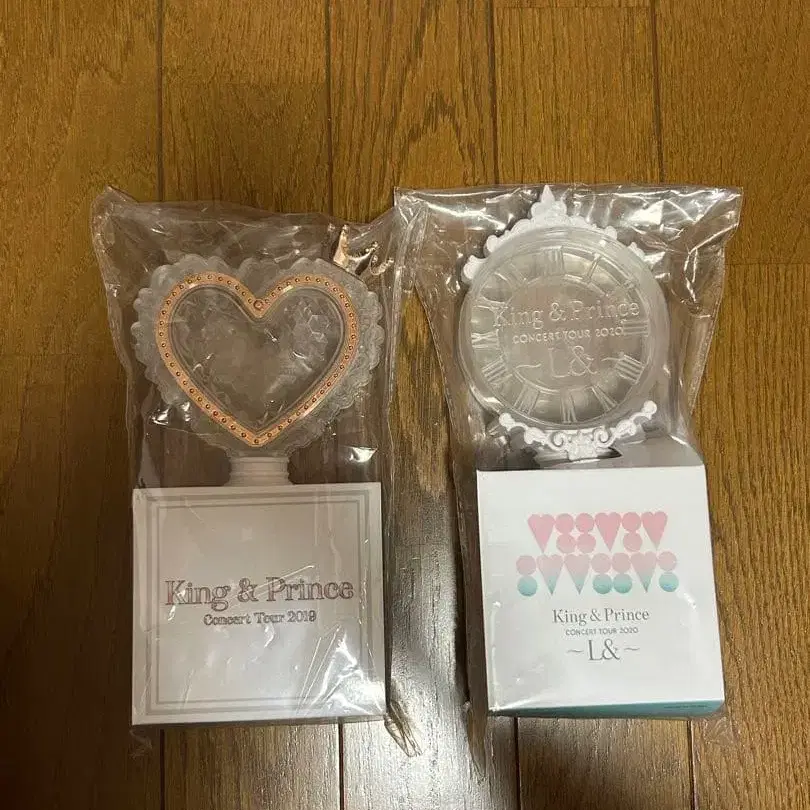 King & Prince
Concert Tour 2019
King & Prince
CONCERT TOUR 2020
~L&~
King & Prince
CONCERT TOUR 2020
~L&~